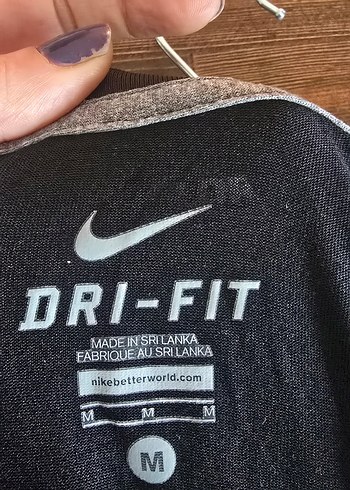 DRI-FIT
MADE IN SRI LANKA
FABRIQUE AU SRI LANKA
nikebetterworld.com
M M M
M